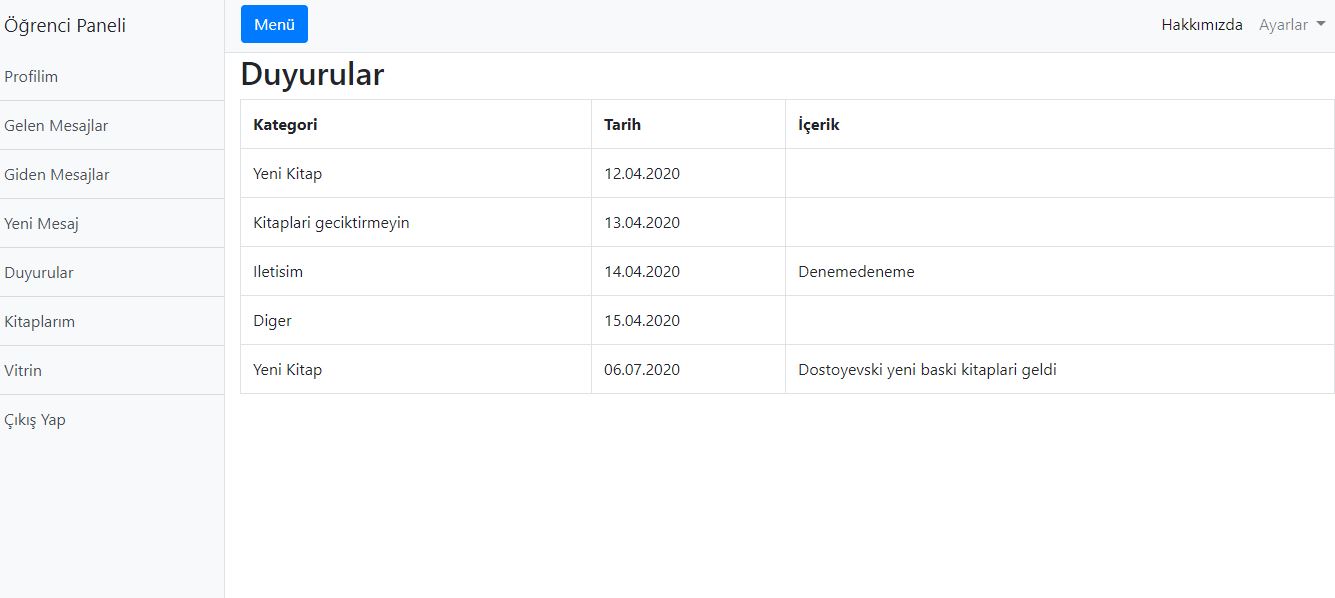 Öğrenci Paneli
Profilim
Gelen Mesajlar
Giden Mesajlar
Yeni Mesaj
Duyurular
Kitaplarım
Vitrin
Çıkış Yap
Menü
Hakkımızda Ayarlar
Duyurular
Kategori Tarih İçerik
Yeni Kitap 12.04.2020
Kitaplari geciktirmeyin 13.04.2020
Iletisim 14.04.2020 Denemedeneme
Diger 15.04.2020
Yeni Kitap 06.07.2020 Dostoyevski yeni baski kitaplari geldi